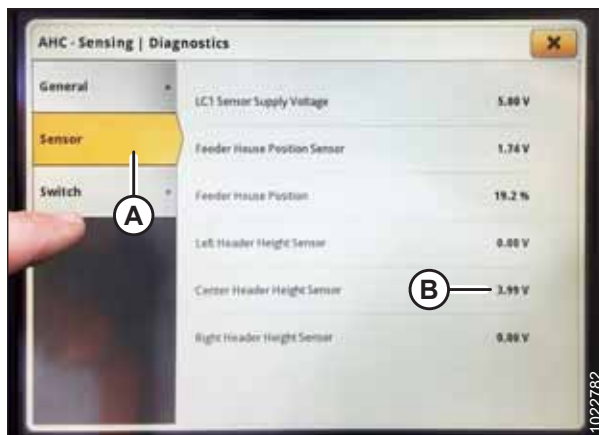 AHC - Sensing | Diagnostics
General
Sensor
Switch
A
LC1 Sensor Supply Voltage 5.00 V
Feeder House Position Sensor 1.74 V
Feeder House Position 19.2 %
Left Header Height Sensor 0.00 V
Center Header Height Sensor B 3.99 V
Right Header Height Sensor 0.00 V
1022782